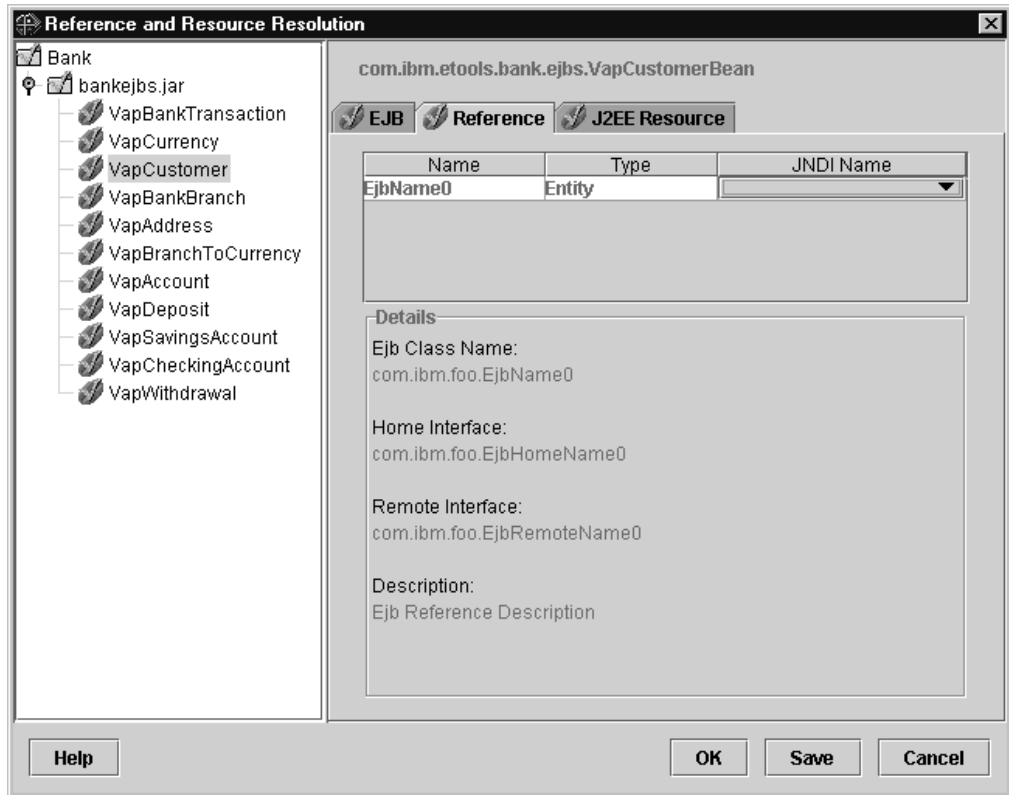 Reference and Resource Resolution
Bank
bankejbs.jar
VapBankTransaction
VapCurrency
VapCustomer
VapBankBranch
VapAddress
VapBranchToCurrency
VapAccount
VapDeposit
VapSavingsAccount
VapCheckingAccount
VapWithdrawal
com.ibm.etools.bank.ejbs.VapCustomerBean
EJB Reference J2EE Resource
Name Type JNDI Name
EjbName0 Entity
Details
Ejb Class Name:
com.ibm.foo.EjbName0
Home Interface:
com.ibm.foo.EjbHomeName0
Remote Interface:
com.ibm.foo.EjbRemoteName0
Description:
Ejb Reference Description
Help OK Save Cancel